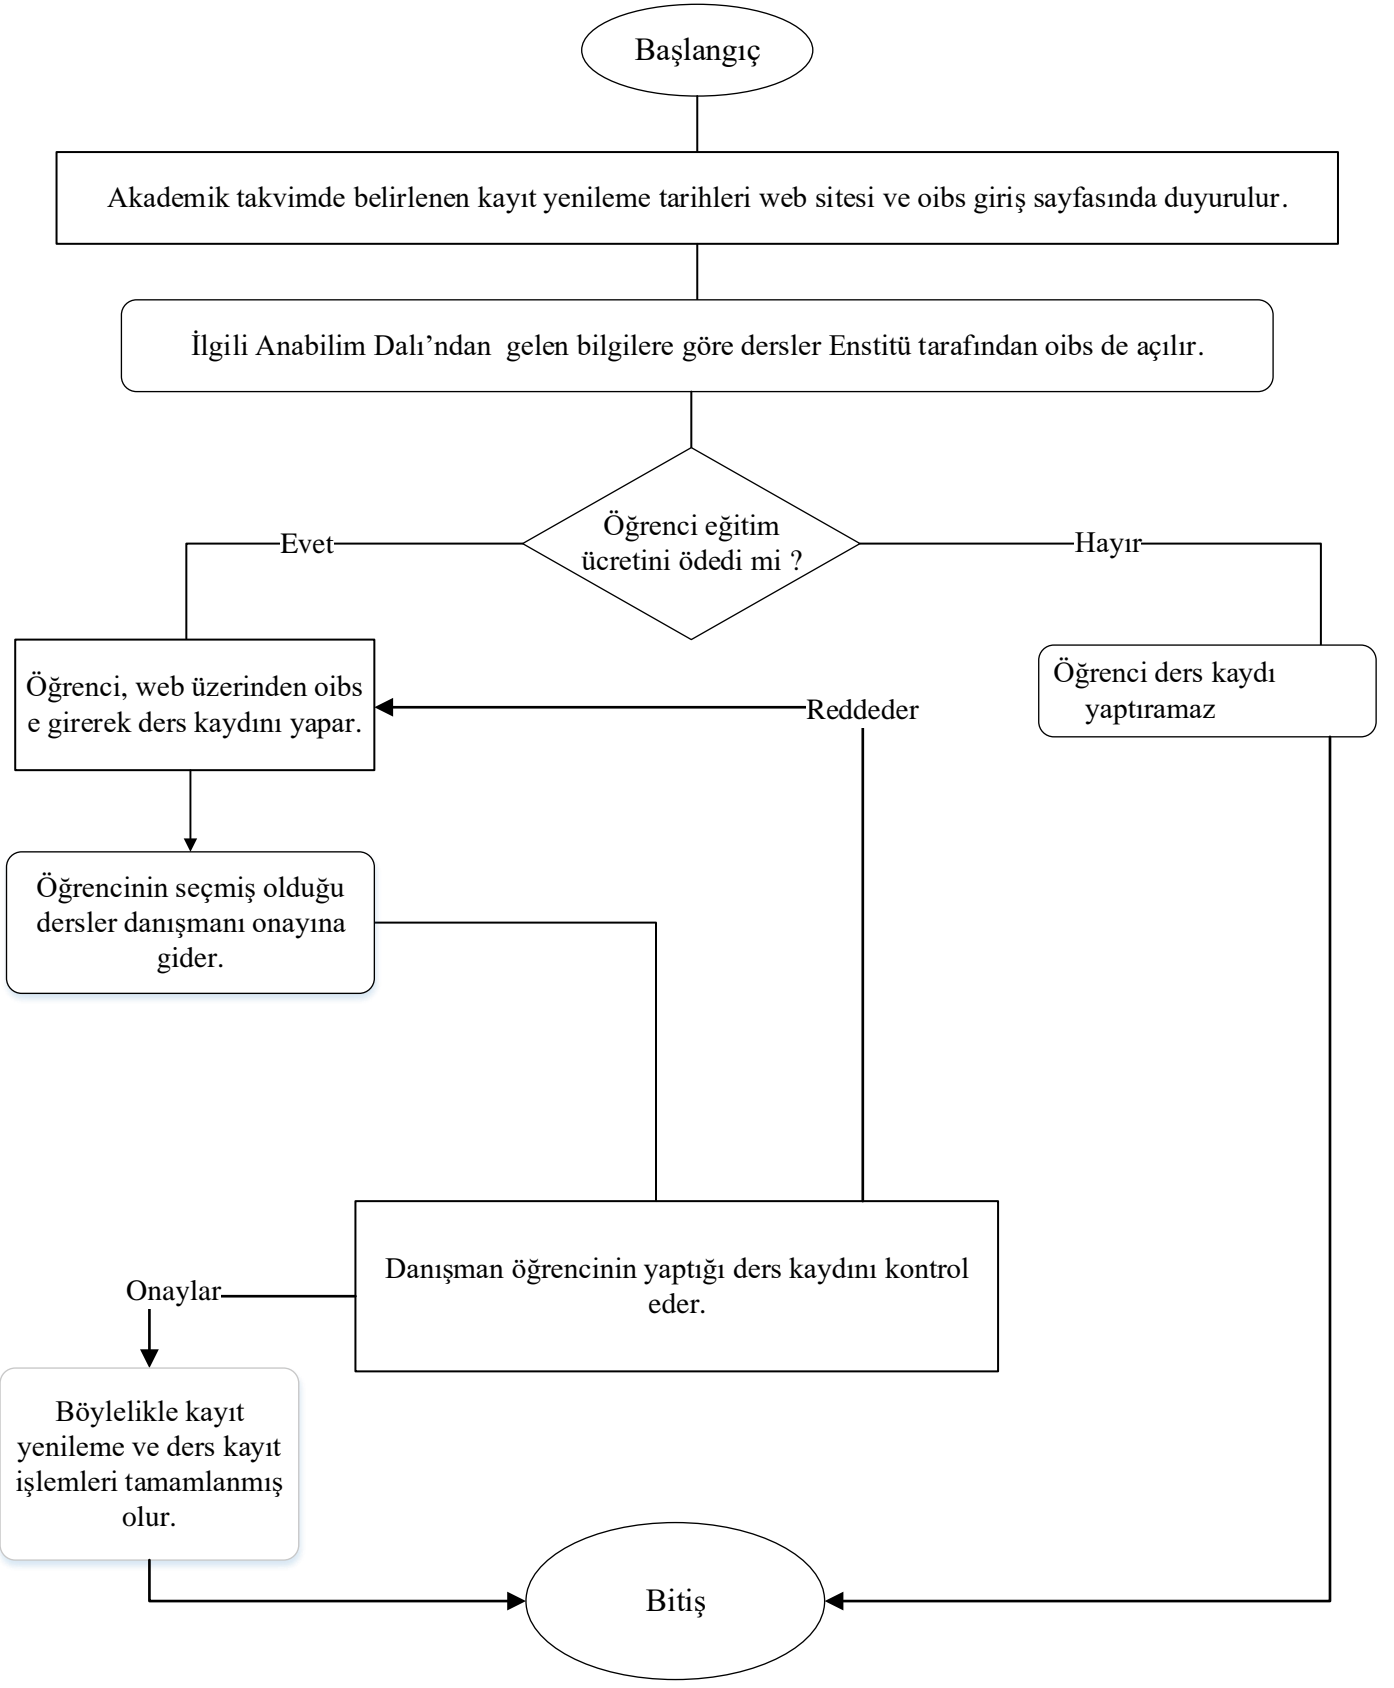 Başlangıç
Akademik takvimde belirlenen kayıt yenileme tarihleri web sitesi ve oibs giriş sayfasında duyurulur.
İlgili Anabilim Dalı’ndan  gelen bilgilere göre dersler Enstitü tarafından oibs de açılır.
Öğrenci eğitim
ücretini ödedi mi ?
Evet
Hayır
Öğrenci, web üzerinden oibs
e girerek ders kaydını yapar.
Reddeder
Öğrenci ders kaydı
yaptıramaz
Öğrencinin seçmiş olduğu
dersler danışmanı onayına
gider.
Danışman öğrencinin yaptığı ders kaydını kontrol
eder.
Onaylar
Böylelikle kayıt
yenileme ve ders kayıt
işlemleri tamamlanmış
olur.
Bitiş